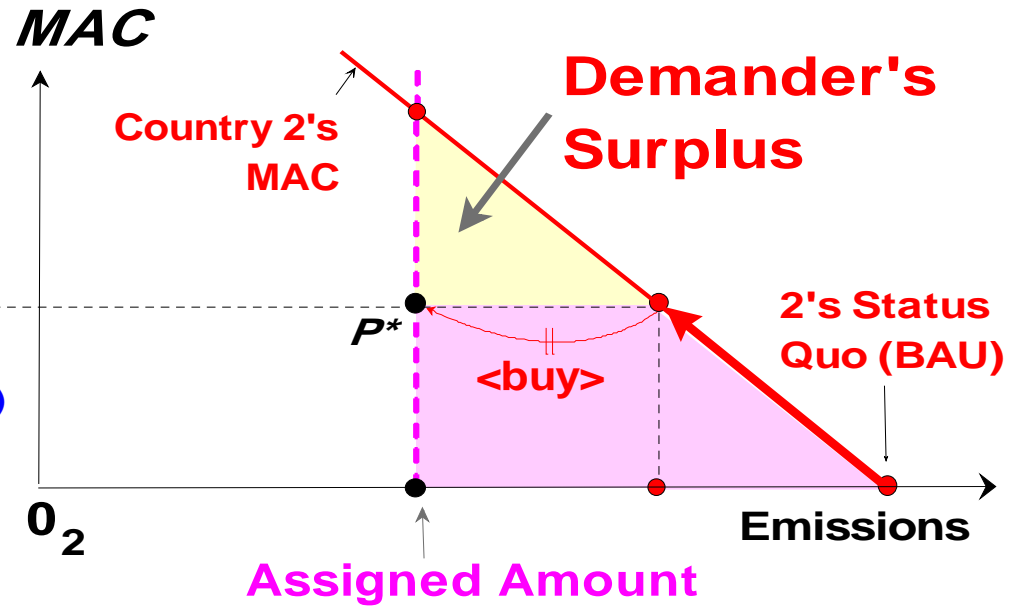 MAC
Demander's
Surplus
Country 2's
MAC
2's Status
Quo (BAU)
P*
<buy>
)
0 2
Emissions
Assigned Amount